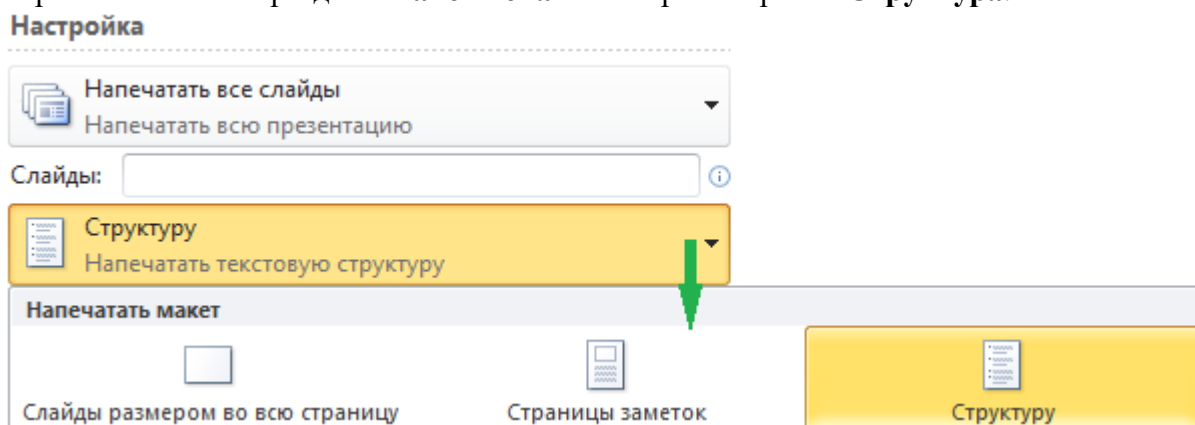 Настройка
Напечатать все слайды
Напечатать всю презентацию
Слайды:
Структуру
Напечатать текстовую структуру
Напечатать макет
Слайды размером во всю страницу Страницы заметок Структуру